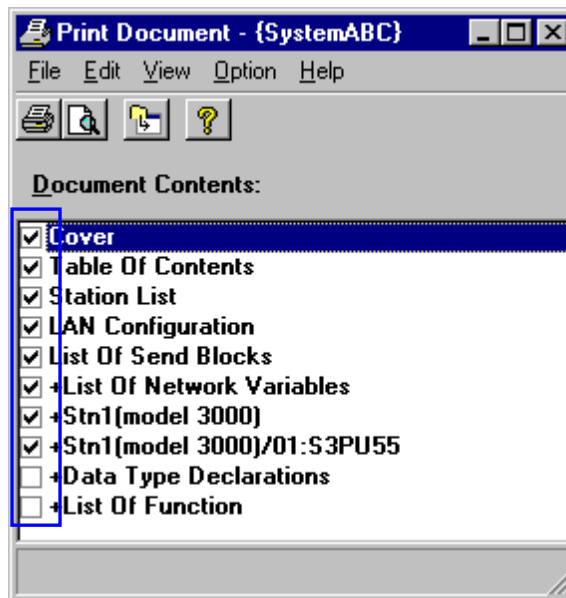 Print Document - {SystemABC}
File Edit View Option Help
Document Contents:
Cover
Table Of Contents
Station List
LAN Configuration
List Of Send Blocks
+List Of Network Variables
+Stn1(model 3000)
+Stn1(model 3000)/01:S3PU55
+Data Type Declarations
+List Of Function